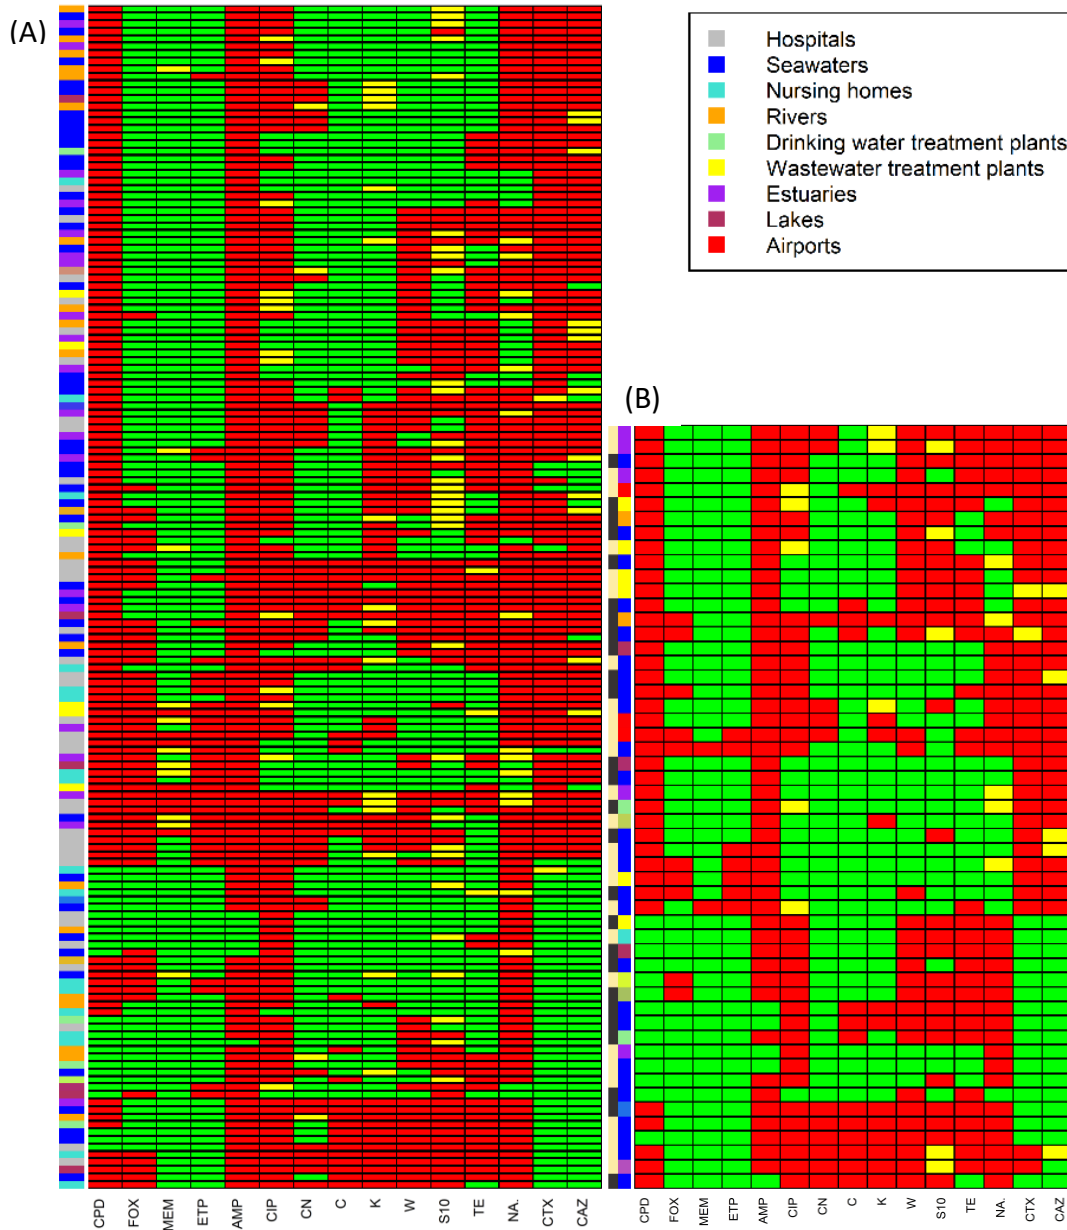 (A)
Hospitals
Seawaters
Nursing homes
Rivers
Drinking water treatment plants
Wastewater treatment plants
Estuaries
Lakes
Airports
(B)
CPD FOX MEM ETP AMP CIP CN C K W S10 TE NA. CTX CAZ
CPD FOX MEM ETP AMP CIP CN C K W S10 TE NA. CTX CAZ